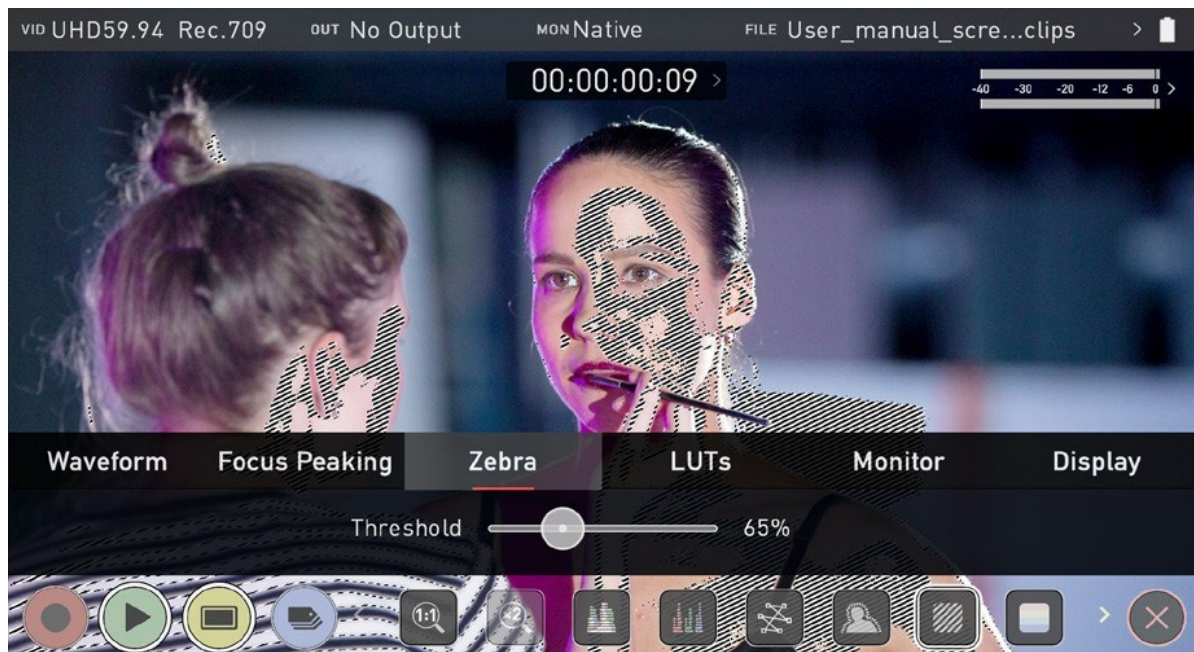 VID UHD59.94 Rec.709 OUT No Output MON Native FILE User_manual_scre...clips >
00:00:00:09 >
-40 -30 -20 -12 -6 0 >
Waveform Focus Peaking Zebra LUTs Monitor Display
Threshold 65%
1:1 ×2 >